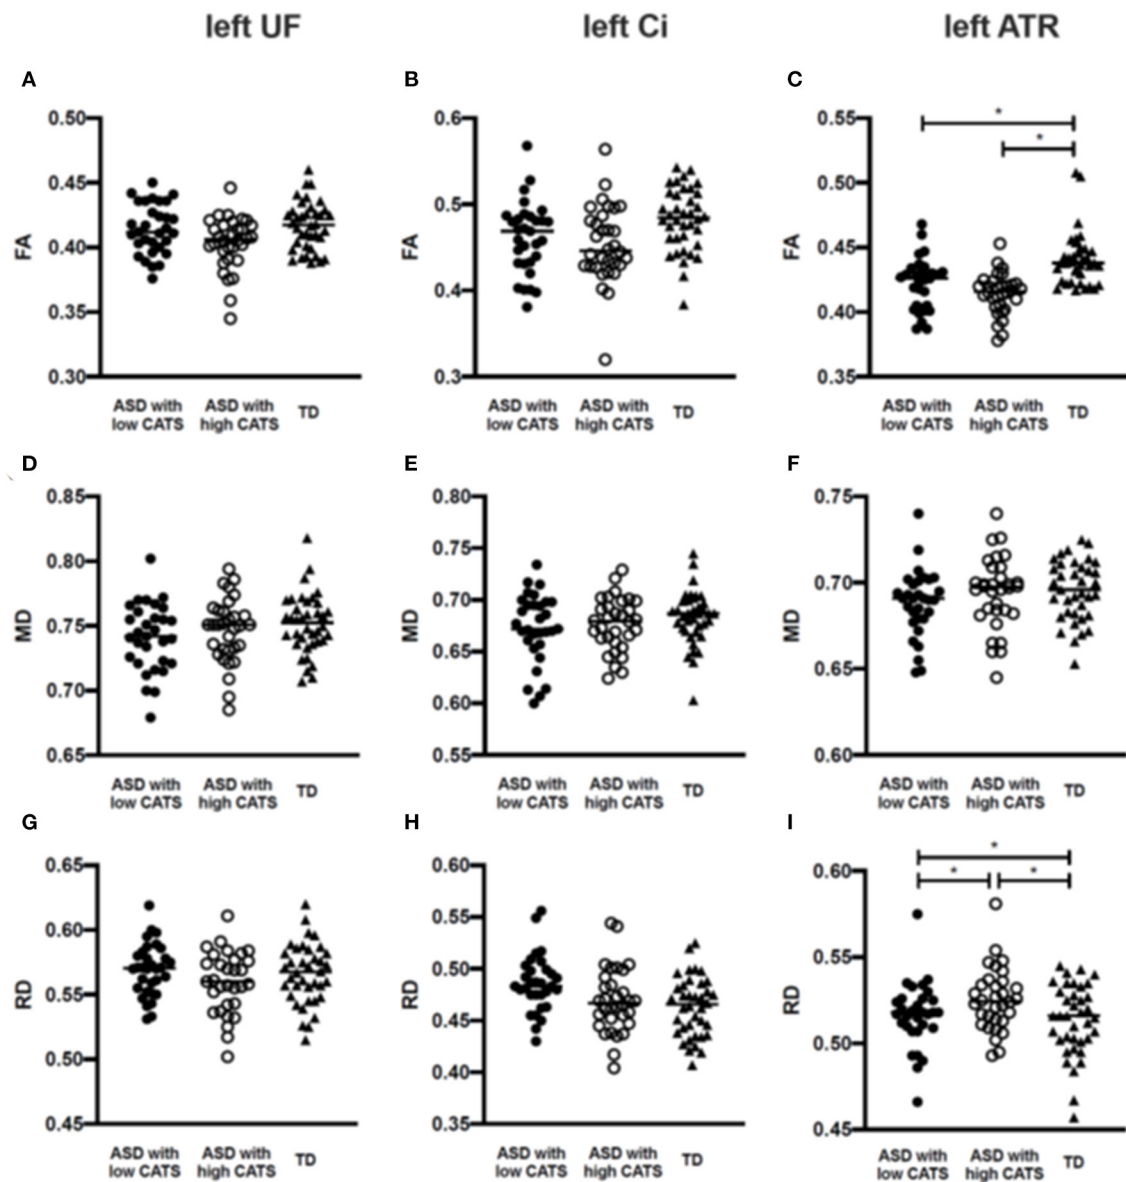 left UF left Ci left ATR
A B C
0.50 0.6 0.55
* *
0.45 0.5 0.50
0.40 0.4 0.45
0.35 0.3 0.40
0.30 0.35
FA FA FA
ASD with low CATS ASD with high CATS TD
ASD with low CATS ASD with high CATS TD
ASD with low CATS ASD with high CATS TD
D E F
0.85 0.80 0.75
0.80 0.75 0.70
0.75 0.70 0.65
0.70 0.65 0.60
0.65 0.60
0.55
MD MD MD
ASD with low CATS ASD with high CATS TD
ASD with low CATS ASD with high CATS TD
ASD with low CATS ASD with high CATS TD
G H I
* * *
0.65 0.60 0.60
0.60 0.55 0.55
0.55 0.50 0.50
0.50 0.45 0.45
0.45 0.40
0.35
RD RD RD
ASD with low CATS ASD with high CATS TD
ASD with low CATS ASD with high CATS TD
ASD with low CATS ASD with high CATS TD